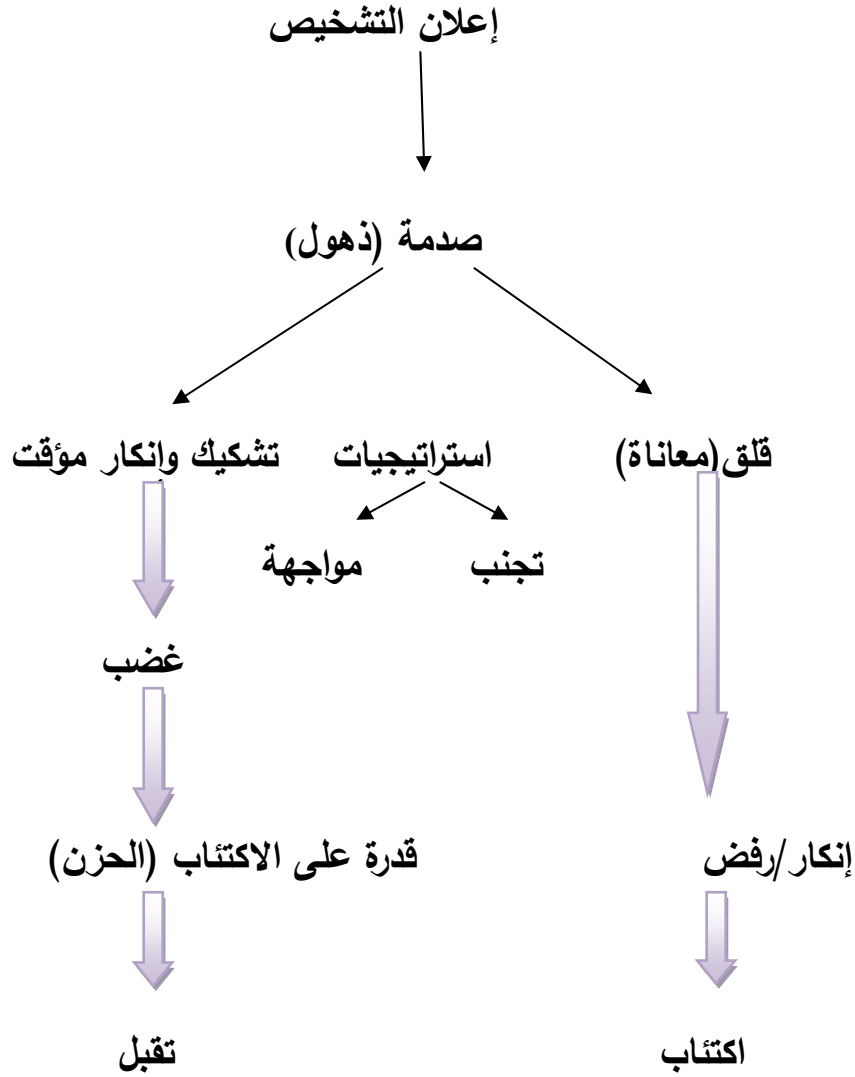 إعلان التشخيص
صدمة (ذهول)
قلق(معاناة) استراتيجيات تشكيك وإنكار مؤقت
تجنب مواجهة
غضب
إنكار/رفض قدرة على الاكتئاب (الحزن)
اكتئاب تقبل